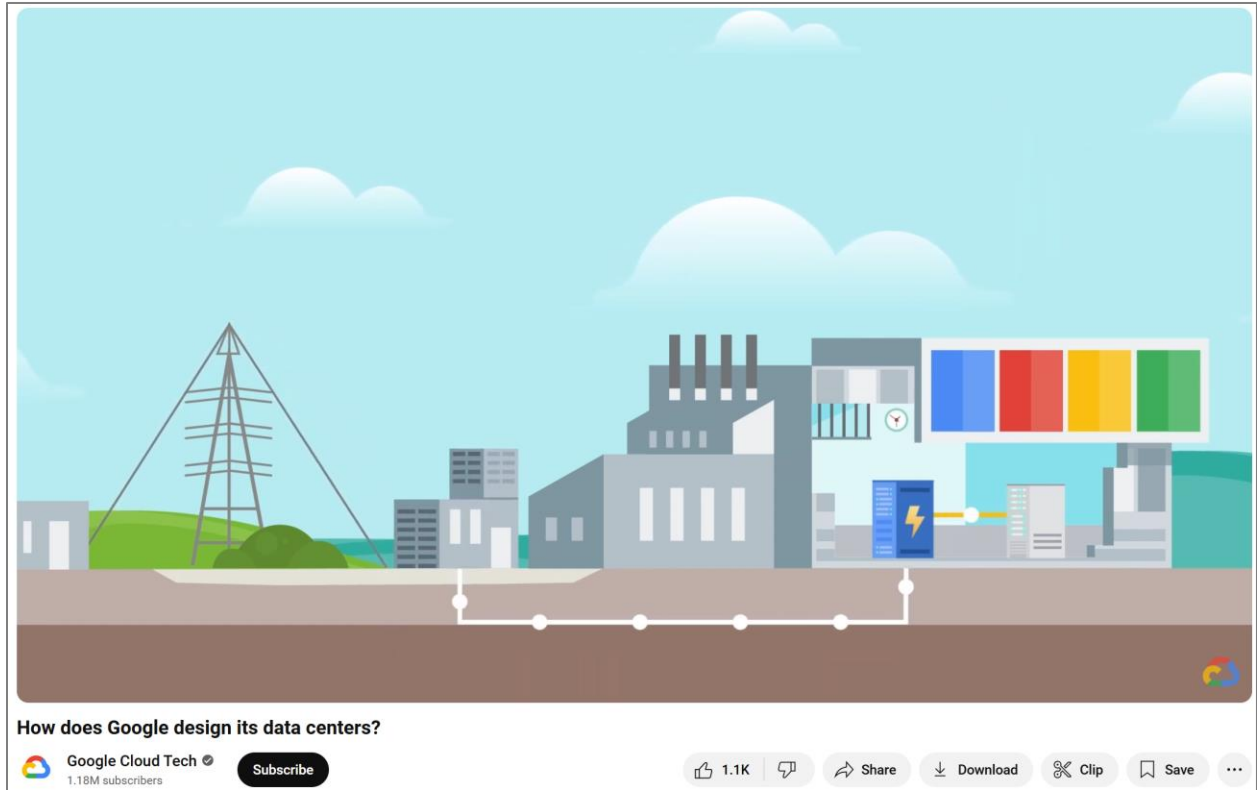 How does Google design its data centers?
Google Cloud Tech
1.18M subscribers
Subscribe
1.1K
Share
Download
Clip
Save